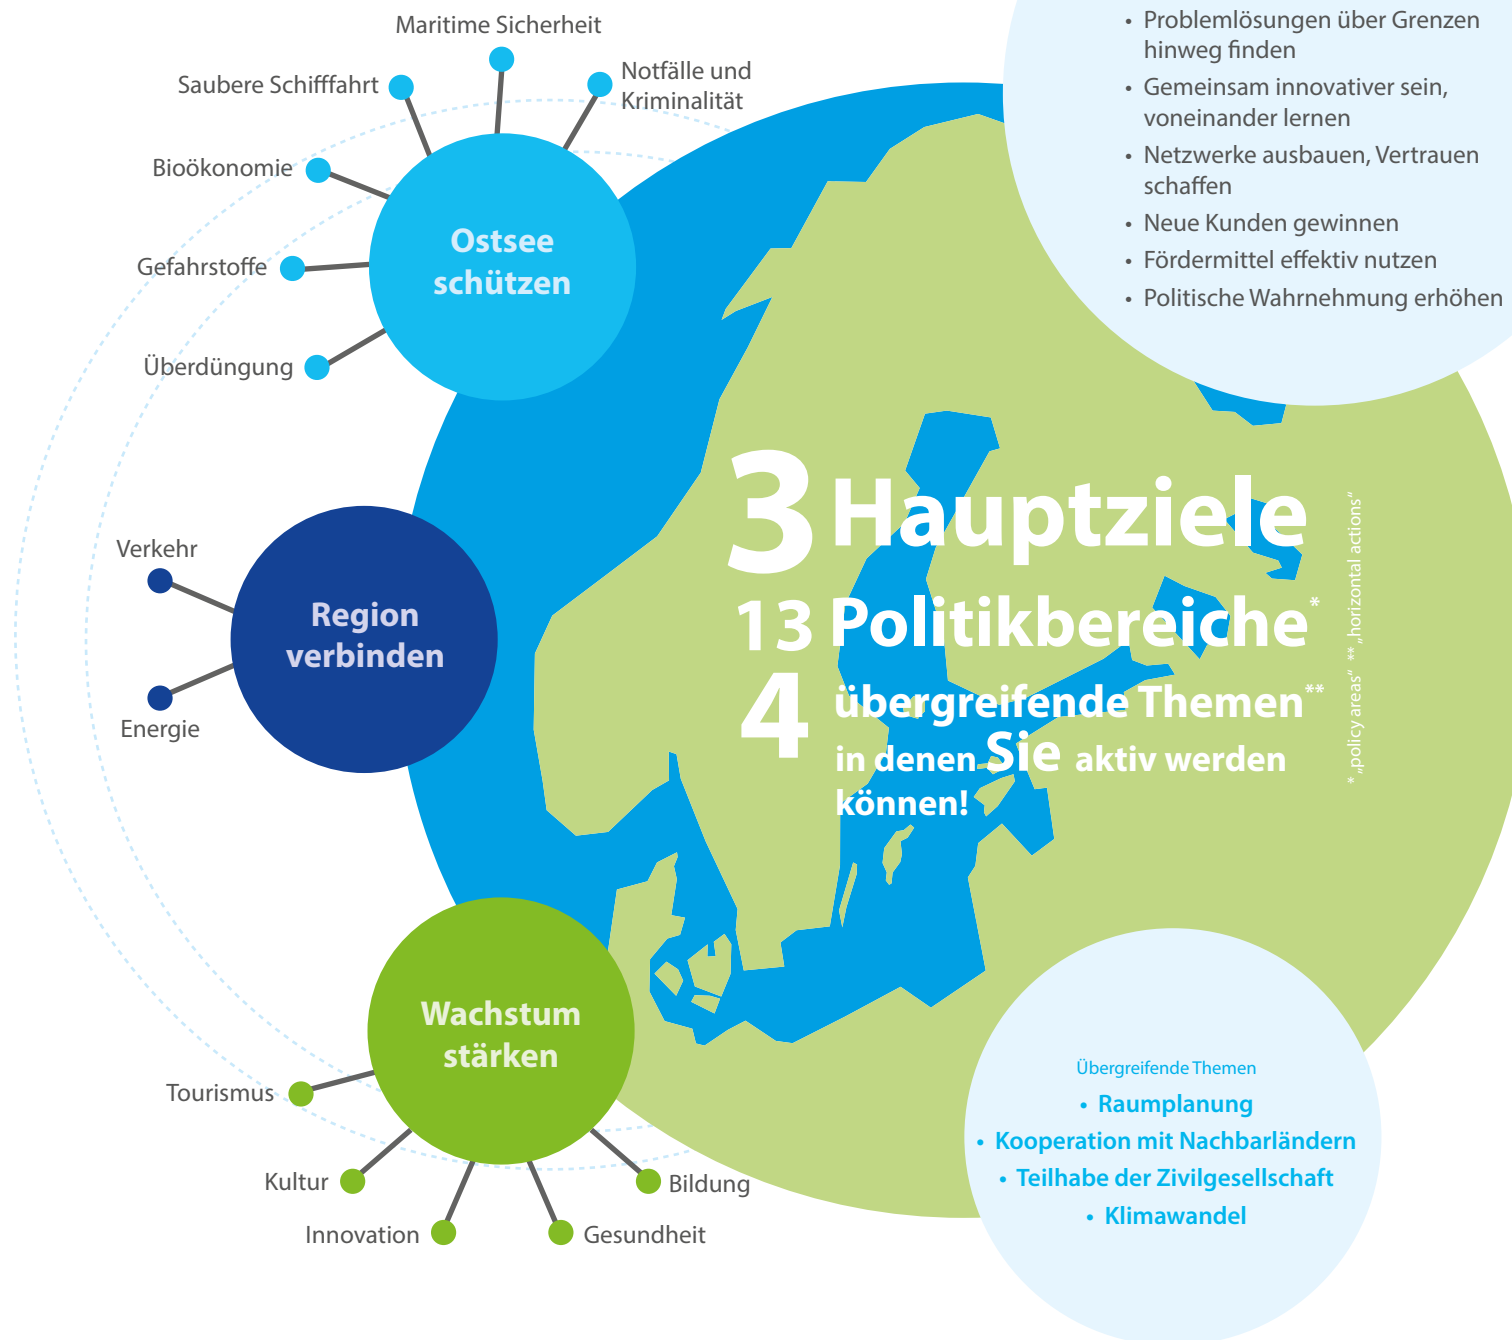 Maritime Sicherheit
Saubere Schifffahrt
Notfälle und
Kriminalität
Bioökonomie
Gefahrstoffe
Überdüngung
Ostsee
schützen
• Problemlösungen über Grenzen
hinweg finden
• Gemeinsam innovativer sein,
voneinander lernen
• Netzwerke ausbauen, Vertrauen
schaffen
• Neue Kunden gewinnen
• Fördermittel effektiv nutzen
• Politische Wahrnehmung erhöhen
Verkehr
Energie
Region
verbinden
3 Hauptziele
13 Politikbereiche*
4 übergreifende Themen**
in denen Sie aktiv werden
können!
* „policy areas“ ** „horizontal actions“
Wachstum
stärken
Tourismus
Kultur
Innovation
Gesundheit
Bildung
Übergreifende Themen
• Raumplanung
• Kooperation mit Nachbarländern
• Teilhabe der Zivilgesellschaft
• Klimawandel